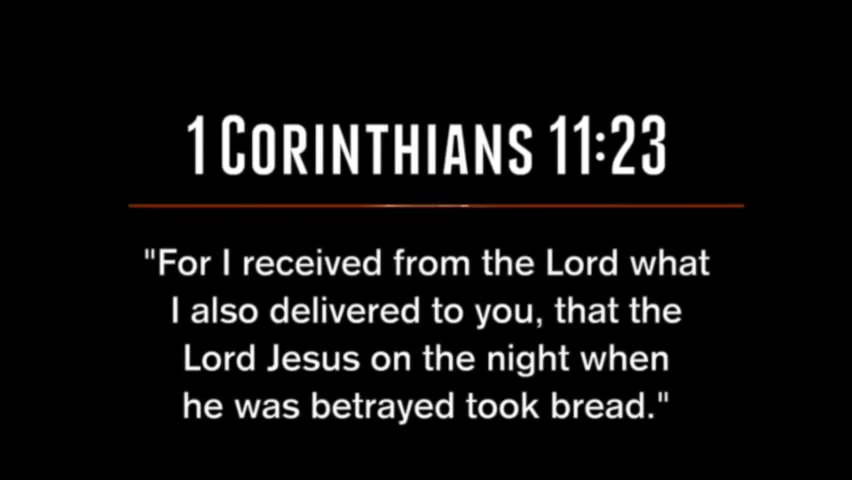 1 CORINTHIANS 11:23
"For I received from the Lord what
I also delivered to you, that the
Lord Jesus on the night when
he was betrayed took bread."